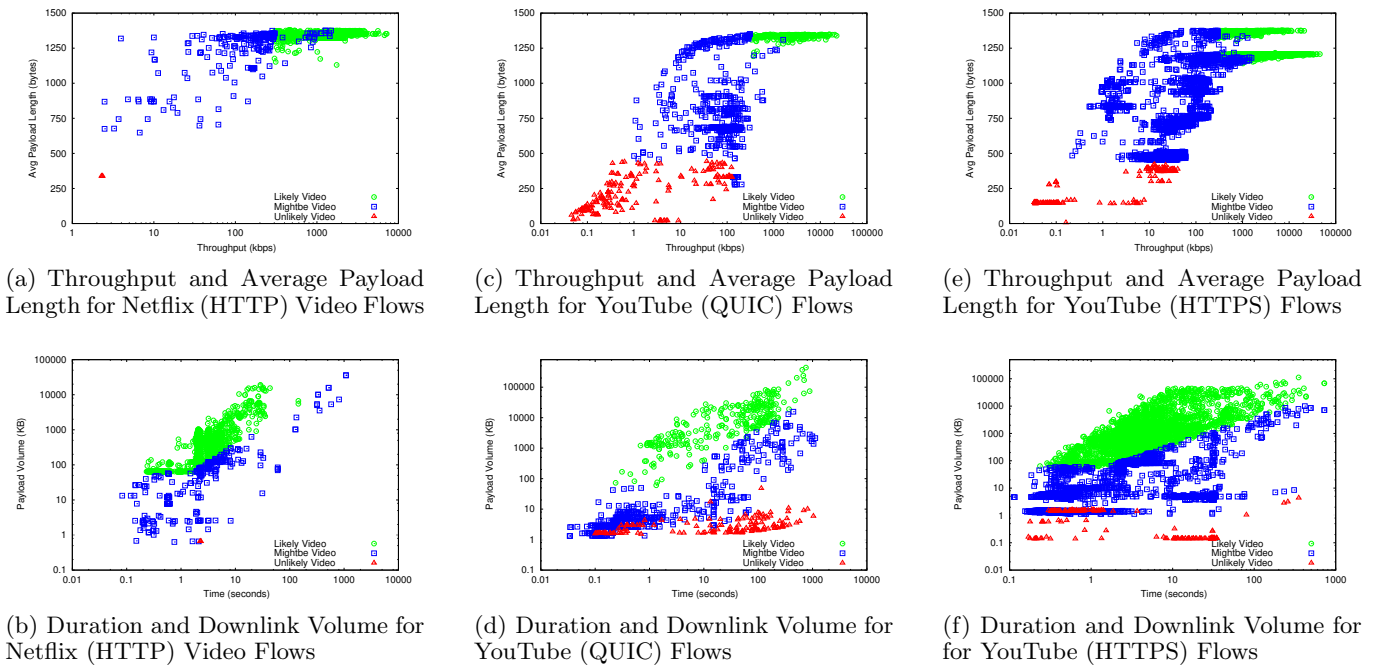 1500
1250
1000
750
500
250
0
Avg Payload Length (bytes)
1
10
100
1000
10000
Throughput (kbps)
Likely Video
Mightbe Video
Unlikely Video
(a) Throughput and Average Payload
Length for Netflix (HTTP) Video Flows
1500
1250
1000
750
500
250
0
Avg Payload Length (bytes)
0.01
0.1
1
10
100
1000
10000
100000
Throughput (kbps)
Likely Video
Mightbe Video
Unlikely Video
(c) Throughput and Average Payload
Length for YouTube (QUIC) Flows
1500
1250
1000
750
500
250
0
Avg Payload Length (bytes)
0.01
0.1
1
10
100
1000
10000
100000
Throughput (kbps)
Likely Video
Mightbe Video
Unlikely Video
(e) Throughput and Average Payload
Length for YouTube (HTTPS) Flows
100000
10000
1000
100
10
1
0.1
Payload Volume (KB)
0.01
0.1
1
10
100
1000
10000
Time (seconds)
Likely Video
Mightbe Video
Unlikely Video
(b) Duration and Downlink Volume for
Netflix (HTTP) Video Flows
100000
10000
1000
100
10
1
0.1
Payload Volume (KB)
0.01
0.1
1
10
100
1000
10000
Time (seconds)
Likely Video
Mightbe Video
Unlikely Video
(d) Duration and Downlink Volume for
YouTube (QUIC) Flows
100000
10000
1000
100
10
1
0.1
0.01
Payload Volume (KB)
0.1
1
10
100
1000
Time (seconds)
Likely Video
Mightbe Video
Unlikely Video
(f) Duration and Downlink Volume
for YouTube (HTTPS) Flows